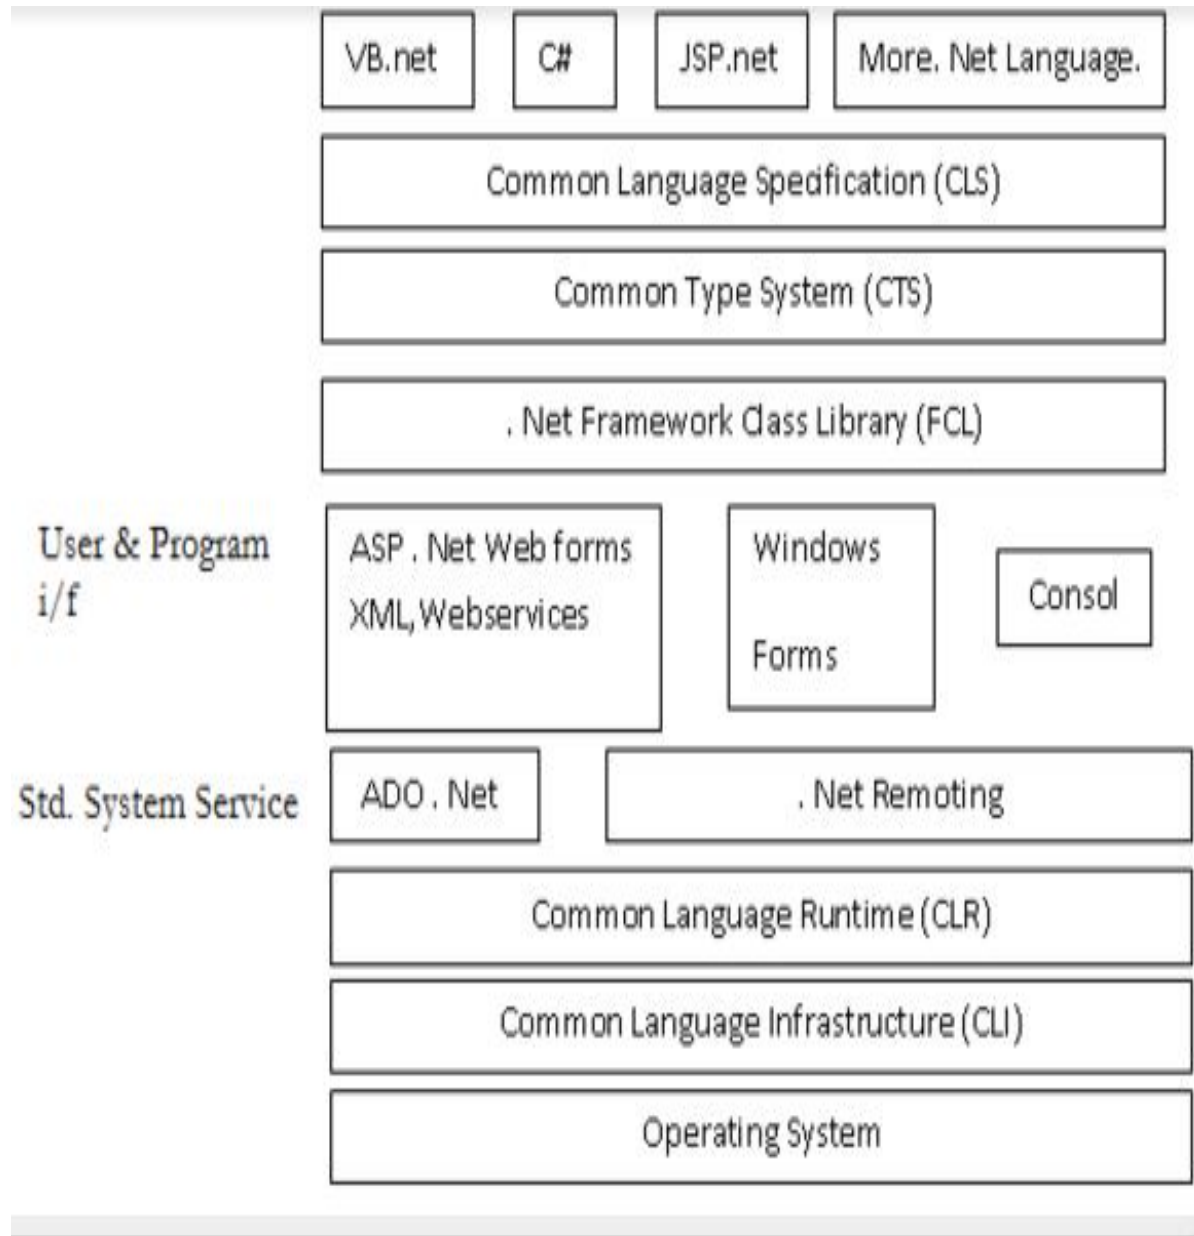 VB.net
C#
JSP.net
More. Net Language.
Common Language Specification (CLS)
Common Type System (CTS)
. Net Framework Class Library (FCL)
User & Program
i/f
ASP . Net Web forms
XML,Webservices
Windows
Forms
Consol
Std. System Service
ADO . Net
. Net Remoting
Common Language Runtime (CLR)
Common Language Infrastructure (CLI)
Operating System